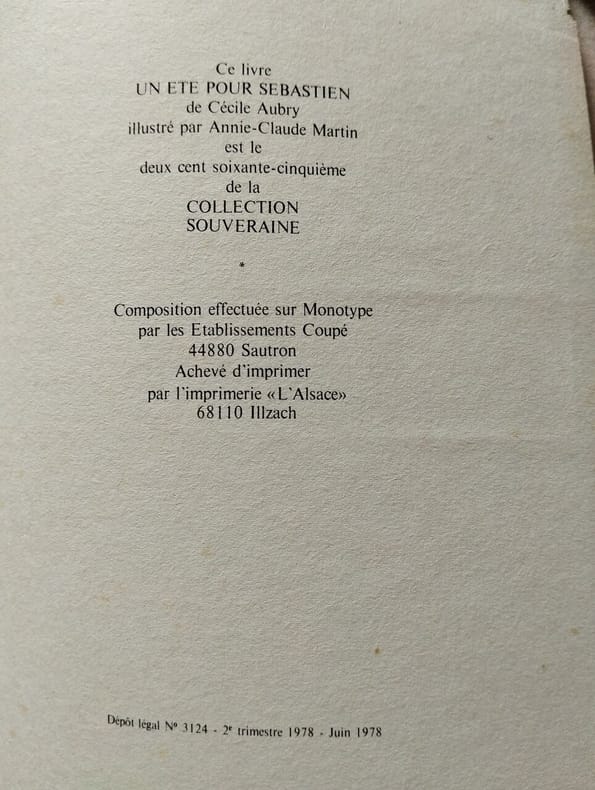 Ce livre
UN ETE POUR SEBASTIEN
de Cécile Aubry
illustré par Annie-Claude Martin
est le
deux cent soixante-cinquième
de la
COLLECTION
SOUVERAINE
*
Composition effectuée sur Monotype
par les Etablissements Coupé
44880 Sautron
Achevé d'imprimer
par l'imprimerie «L'Alsace»
68110 Illzach
Dépôt légal Nº 3124 - 2ᵉ trimestre 1978 - Juin 1978